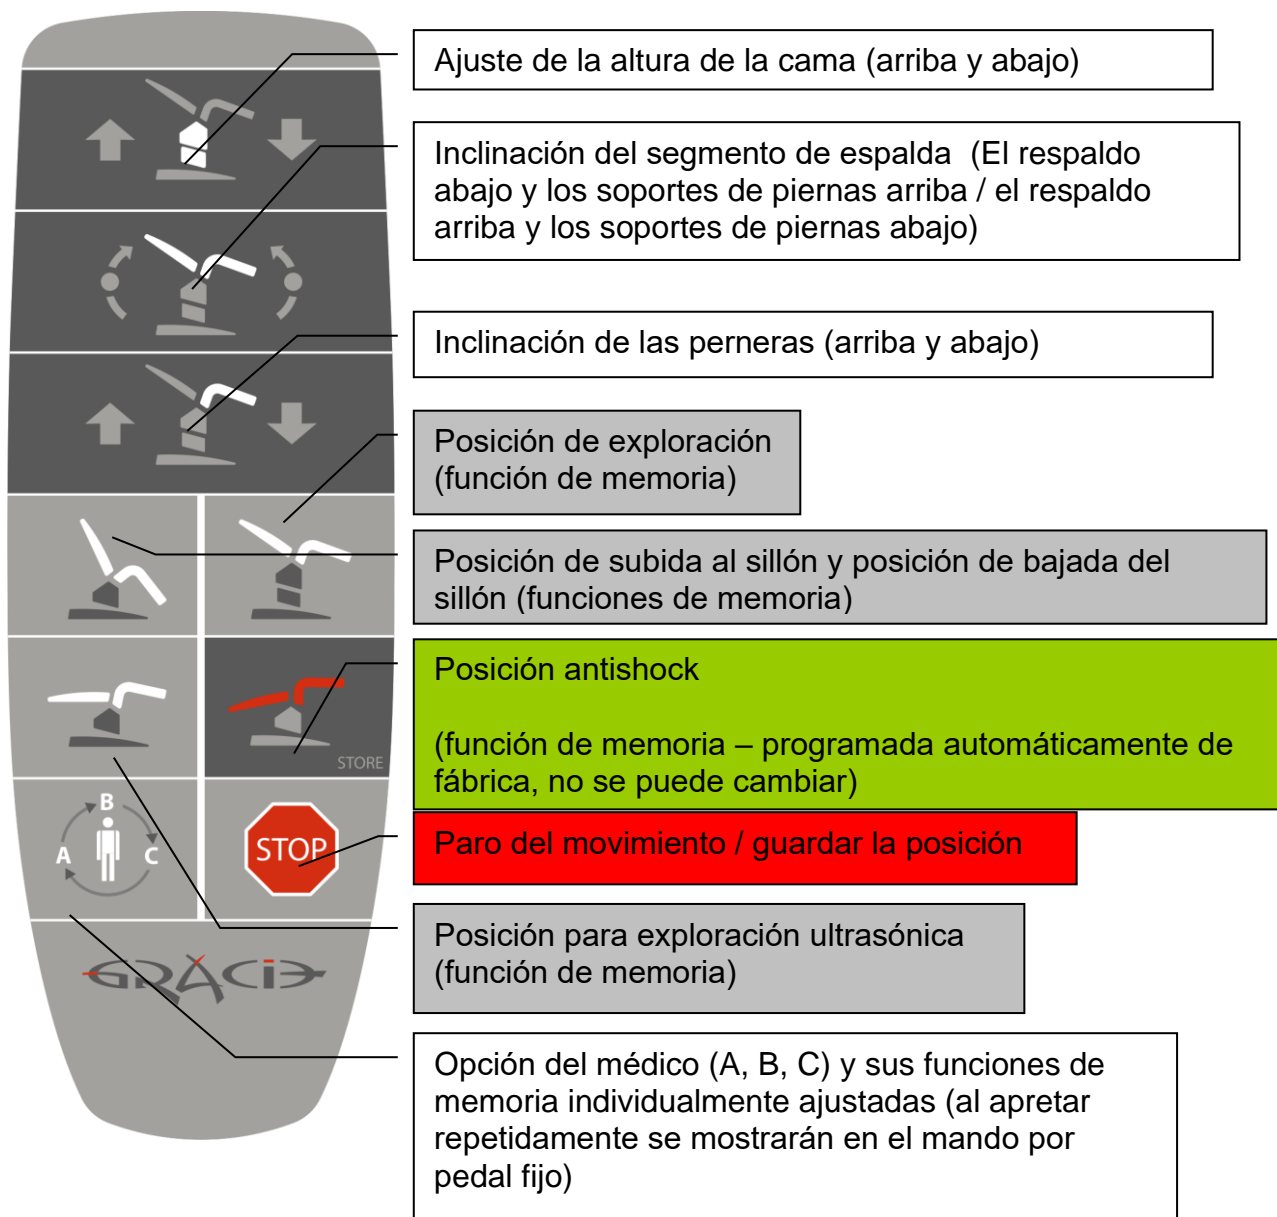 Ajuste de la altura de la cama (arriba y abajo)
Inclinación del segmento de espalda  (El respaldo
abajo y los soportes de piernas arriba / el respaldo
arriba y los soportes de piernas abajo)
Inclinación de las perneras (arriba y abajo)
Posición de exploración
(función de memoria)
Posición de subida al sillón y posición de bajada del
sillón (funciones de memoria)
Posición antishock
(función de memoria – programada automáticamente de
fábrica, no se puede cambiar)
STORE
B
A
C
STOP
Paro del movimiento / guardar la posición
Posición para exploración ultrasónica
(función de memoria)
GRACIE
Opción del médico (A, B, C) y sus funciones de
memoria individualmente ajustadas (al apretar
repetidamente se mostrarán en el mando por
pedal fijo)